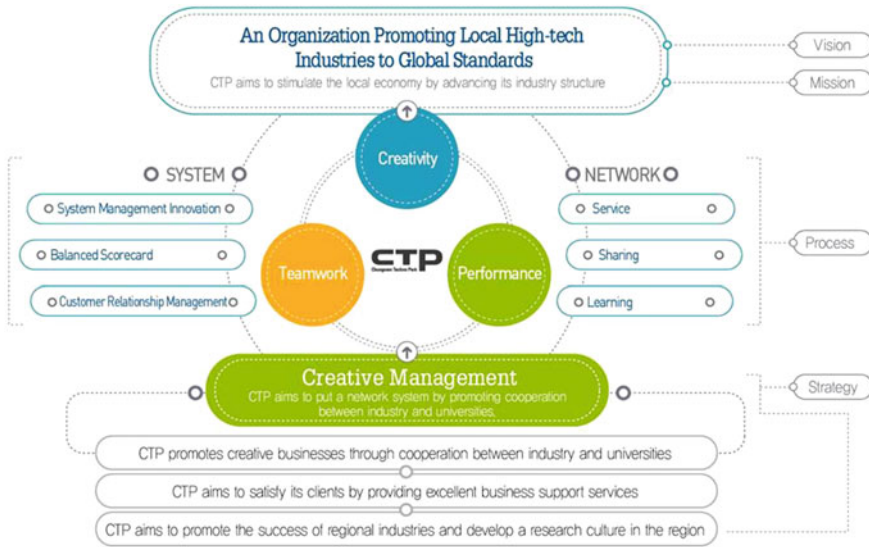 An Organization Promoting Local High-tech
Industries to Global Standards
CTP aims to stimulate the local economy by advancing its industry structure
Vision
Mission
Creativity
SYSTEM
NETWORK
System Management Innovation
Service
Balanced Scorecard
Teamwork
CTP
Chungnam Techno Park
Performance
Sharing
Process
Customer Relationship Management
Learning
Creative Management
CTP aims to put a network system by promoting cooperation
between industry and universities.
Strategy
CTP promotes creative businesses through cooperation between industry and universities
CTP aims to satisfy its clients by providing excellent business support services
CTP aims to promote the success of regional industries and develop a research culture in the region